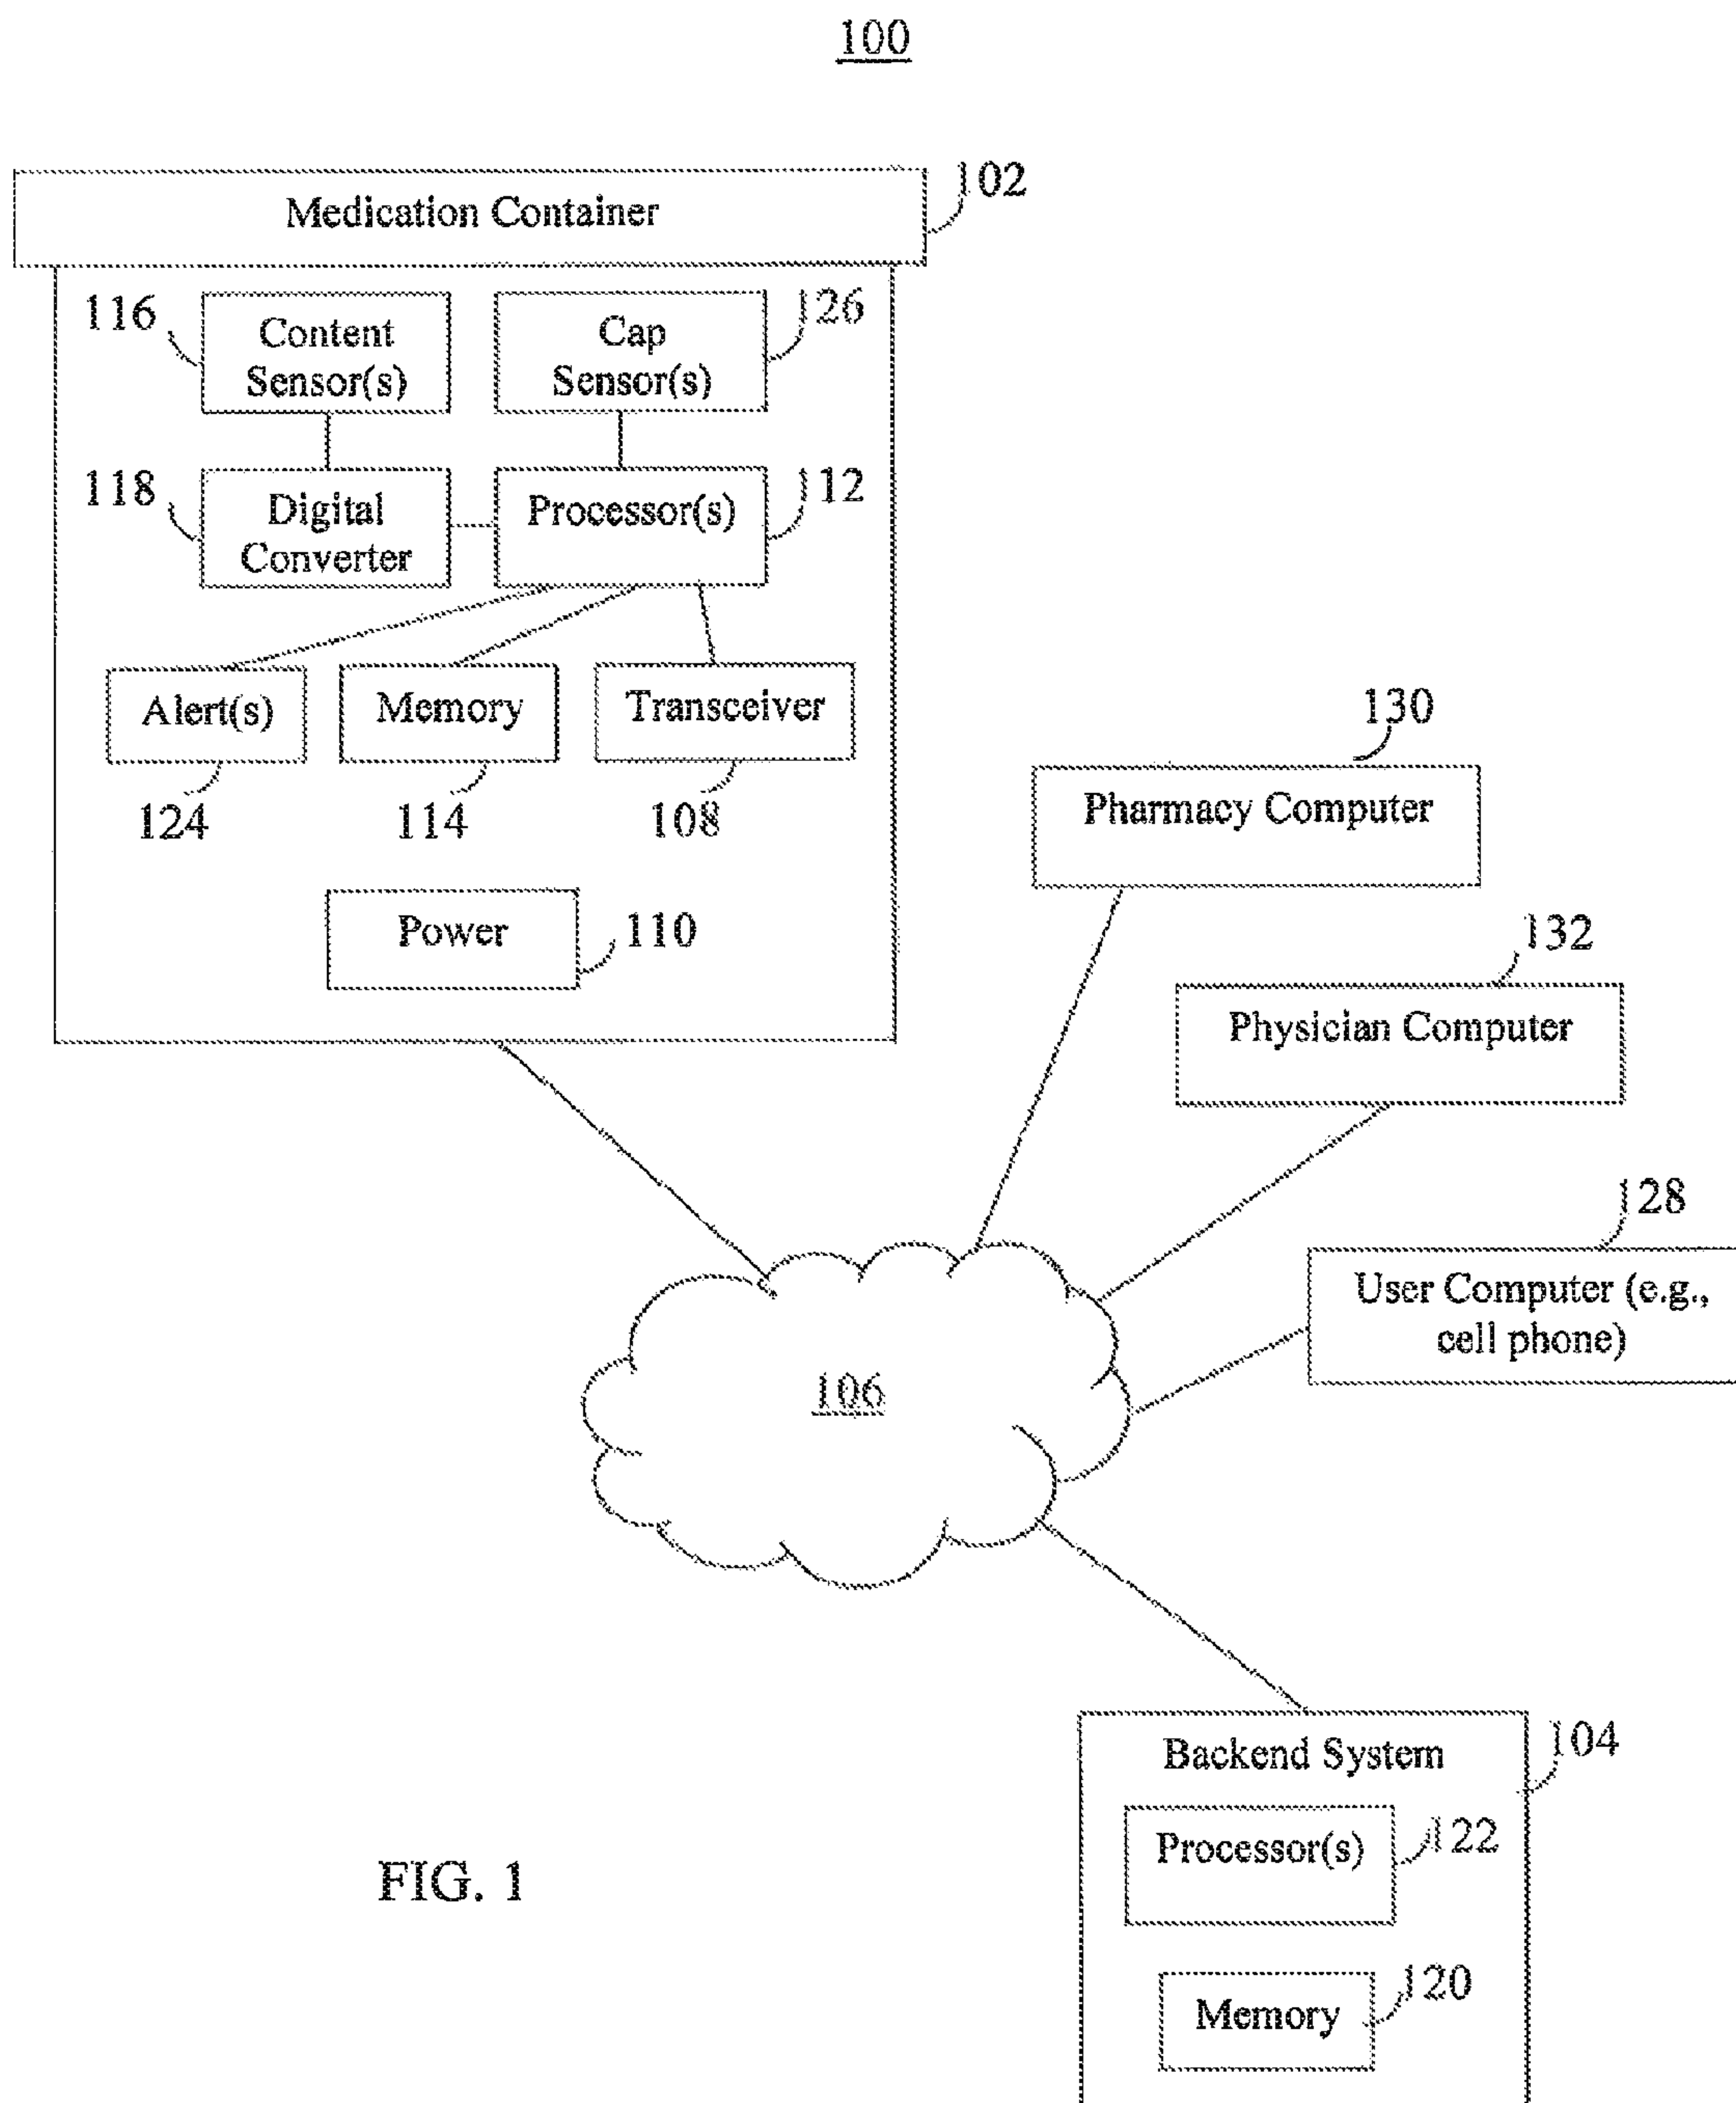 100
102
Medication Container
116
Content
Sensor(s)
Cap
Sensor(s)
126
118
Digital
Converter
Processor(s)
112
Alert(s)
Memory
Transceiver
124
114
108
Power
110
130
Pharmacy Computer
132
Physician Computer
128
User Computer (e.g.,
cell phone)
106
Backend System
104
Processor(s)
122
Memory
120
FIG. 1